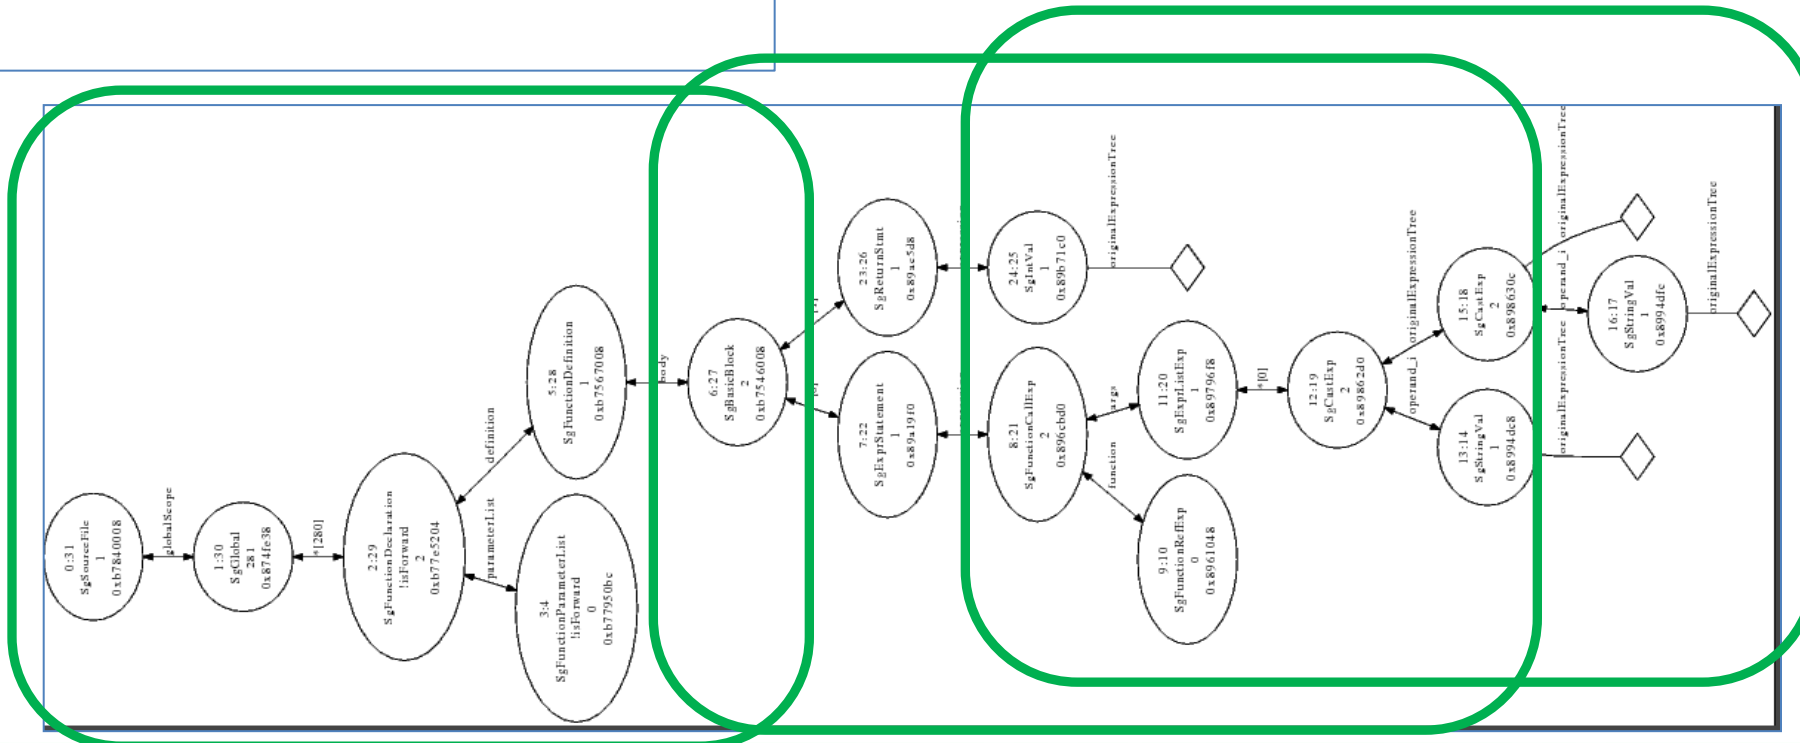 0:31
SgSourceFile
1
0xb7840008
globalScope
1:30
SgGlobal
281
0x874fe38
*[280]
2:29
SgFunctionDeclaration
!isForward
2
0xb77e5204
definition
parameterList
5:28
SgFunctionDefinition
1
0xb7567008
3:4
SgFunctionParameterList
!isForward
0
0xb77950bc
body
6:27
SgBasicBlock
2
0xb7546008
23:26
SgReturnStmt
1
0x89ac5d8
7:22
SgExprStatement
1
0x89a19f0
24:25
SgIntVal
1
0x89b71c0
originalExpressionTree
8:21
SgFunctionCallExp
2
0x896cbd0
args
function
11:20
SgExprListExp
1
0x89796f8
9:10
SgFunctionRefExp
0
0x8961048
*[0]
12:19
SgCastExp
2
0x89862d0
originalExpressionTree
operand_i
15:18
SgCastExp
2
0x898630c
13:14
SgStringVal
1
0x8994dc8
originalExpressionTree
operand_i
originalExpressionTree
16:17
SgStringVal
1
0x8994dfc
originalExpressionTree